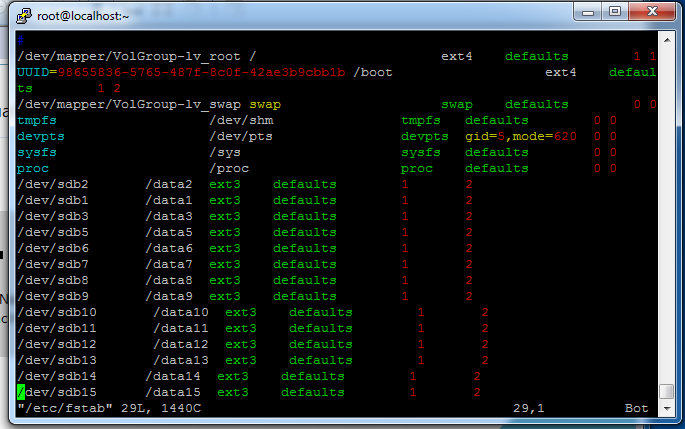 root@localhost:~
#
/dev/mapper/VolGroup-lv_root / ext4 defaults 1 1
UUID=98655836-5765-487f-8c0f-42ae3b9cbb1b /boot ext4 defaul
ts 1 2
/dev/mapper/VolGroup-lv_swap swap swap defaults 0 0
tmpfs /dev/shm tmpfs defaults 0 0
devpts /dev/pts devpts gid=5,mode=620 0 0
sysfs /sys sysfs defaults 0 0
proc /proc proc defaults 0 0
/dev/sdb2 /data2 ext3 defaults 1 2
/dev/sdb1 /data1 ext3 defaults 1 2
/dev/sdb3 /data3 ext3 defaults 1 2
/dev/sdb5 /data5 ext3 defaults 1 2
/dev/sdb6 /data6 ext3 defaults 1 2
/dev/sdb7 /data7 ext3 defaults 1 2
/dev/sdb8 /data8 ext3 defaults 1 2
/dev/sdb9 /data9 ext3 defaults 1 2
/dev/sdb10 /data10 ext3 defaults 1 2
/dev/sdb11 /data11 ext3 defaults 1 2
/dev/sdb12 /data12 ext3 defaults 1 2
/dev/sdb13 /data13 ext3 defaults 1 2
/dev/sdb14 /data14 ext3 defaults 1 2
/dev/sdb15 /data15 ext3 defaults 1 2
"/etc/fstab" 29L, 1440C 29,1 Bot